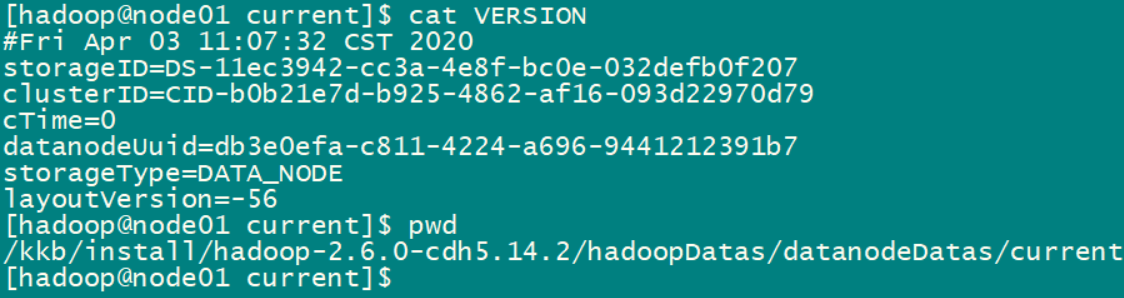 [hadoop@node01 current]$ cat VERSION
#Fri Apr 03 11:07:32 CST 2020
storageID=DS-11ec3942-cc3a-4e8f-bc0e-032defb0f207
clusterID=CID-b0b21e7d-b925-4862-af16-093d22970d79
cTime=0
datanodeUuid=db3e0efa-c811-4224-a696-9441212391b7
storageType=DATA_NODE
layoutVersion=-56
[hadoop@node01 current]$ pwd
/kkb/install/hadoop-2.6.0-cdh5.14.2/hadoopDatas/datanodeDatas/current
[hadoop@node01 current]$